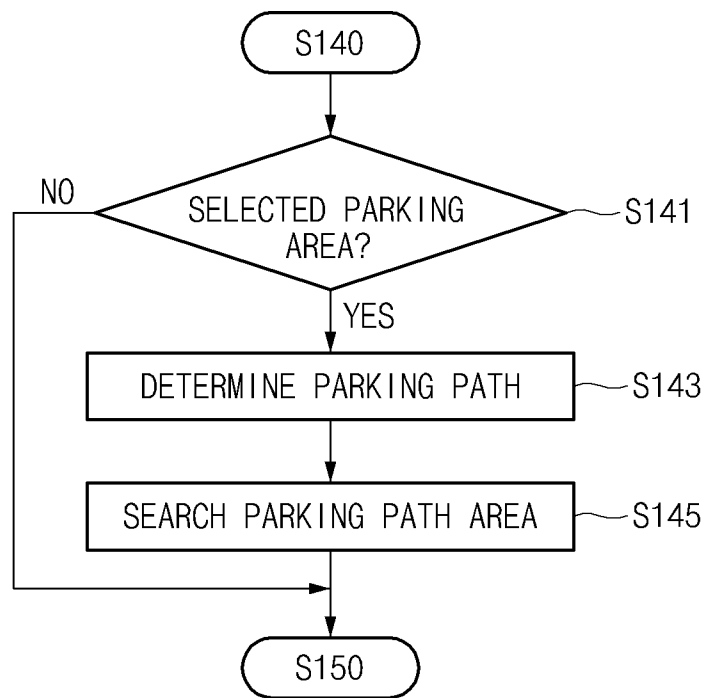 S140
NO
SELECTED PARKING
AREA?
S141
YES
DETERMINE PARKING PATH
S143
SEARCH PARKING PATH AREA
S145
S150